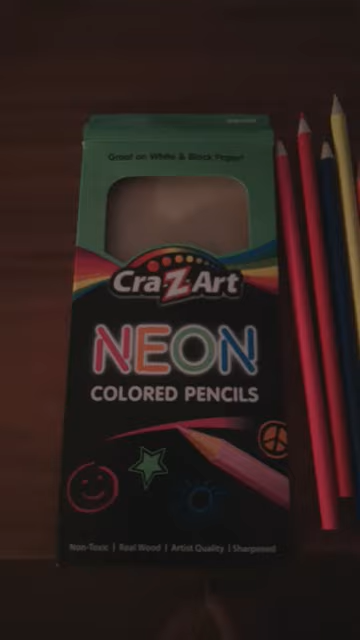 Great on White & Black Paper*
Cra-Z-Art
NEON
COLORED PENCILS
Non-Toxic | Real Wood | Artist Quality | Sharpened